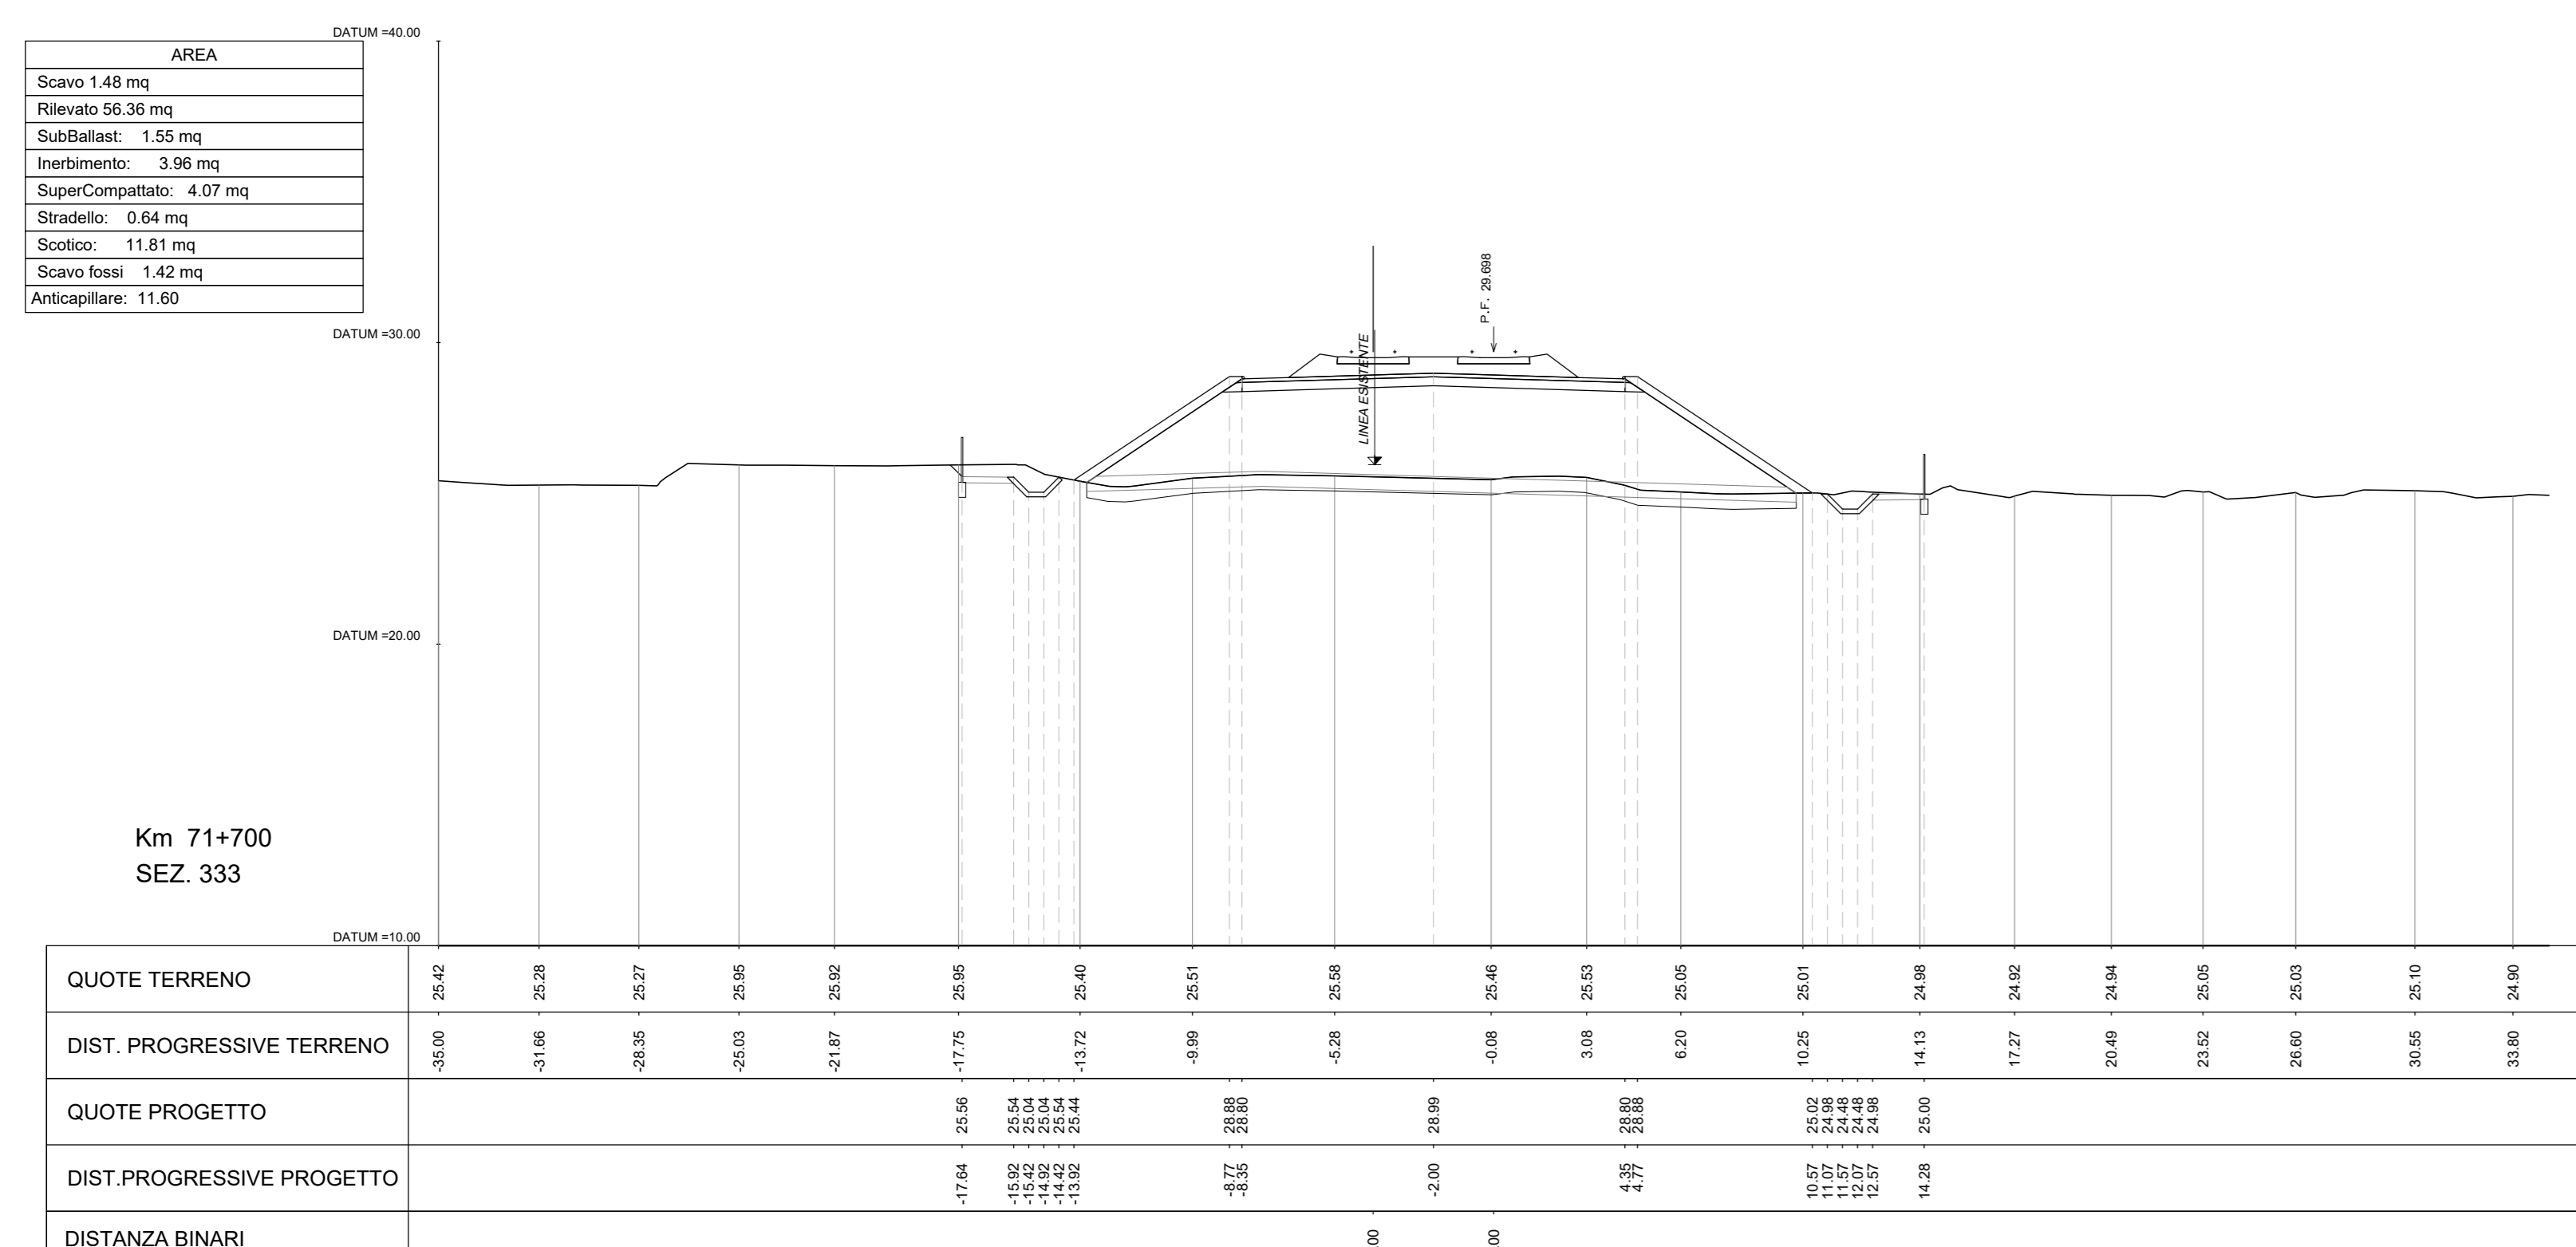 DATUM =40.00
AREA
Scavo 1.48 mq
Rilevato 56.36 mq
SubBallast: 1.55 mq
Inerbimento: 3.96 mq
SuperCompattato: 4.07 mq
Stradello: 0.64 mq
Scotico: 11.81 mq
Scavo fossi 1.42 mq
Anticapillare: 11.60
P.F. 29.698
DATUM =30.00
LINEA ESISTENTE
DATUM =20.00
Km 71+700
SEZ. 333
DATUM =10.00
QUOTE TERRENO 25.42 25.28 25.27 25.95 25.92 25.95 25.40 25.51 25.58 25.46 25.53 25.05 25.01 24.98 24.92 24.94 25.05 25.03 25.10 24.90
DIST. PROGRESSIVE TERRENO -35.00 -31.66 -28.35 -25.03 -21.87 -17.75 -13.72 -9.99 -5.28 -0.08 3.08 6.20 10.25 14.13 17.27 20.49 23.52 26.60 30.55 33.80
QUOTE PROGETTO 25.56 25.54 25.04 25.04 25.54 25.44 28.88 28.80 28.99 28.80 28.88 25.02 24.98 24.48 24.48 24.98 25.00
DIST.PROGRESSIVE PROGETTO -17.64 -15.92 -15.42 -14.92 -14.42 -13.92 -8.77 -8.35 -2.00 4.35 4.77 10.57 11.07 11.57 12.07 12.57 14.28
DISTANZA BINARI